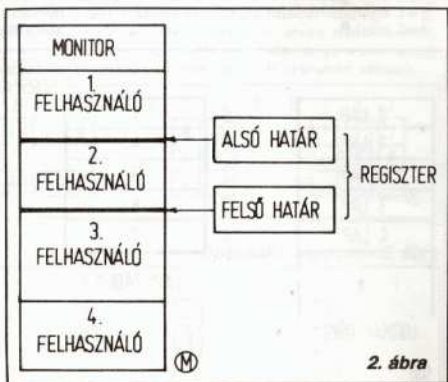 MONITOR
1.
FELHASZNÁLÓ
2.
FELHASZNÁLÓ
3.
FELHASZNÁLÓ
4.
FELHASZNÁLÓ
ALSÓ HATÁR
FELSŐ HATÁR
REGISZTER
M
2. ábra